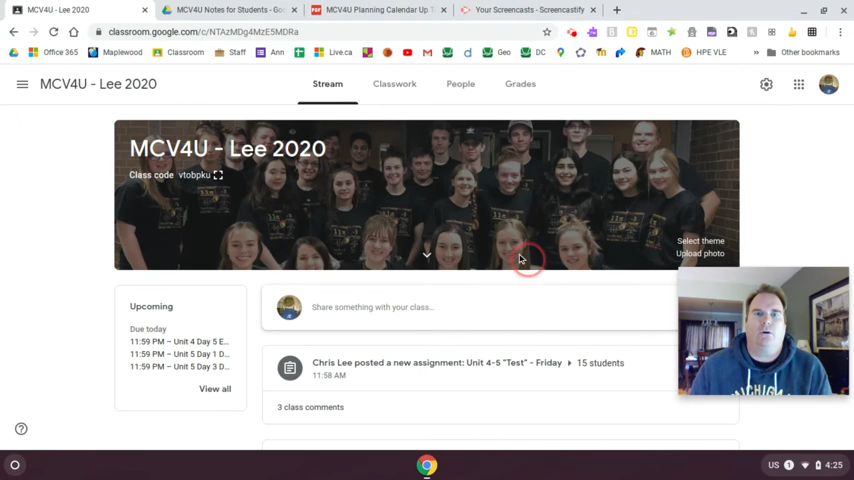 MCV4U - Lee 2020
MCV4U Notes for Students - Goo
MCV4U Planning Calendar Up T
Your Screencasts - Screencastify
classroom.google.com/c/NTAzMDg4MzE5MDRa
Office 365
Maplewood
Classroom
Staff
Ann
Live.ca
Geo
DC
MATH
HPE VLE
Other bookmarks
MCV4U - Lee 2020
Stream
Classwork
People
Grades
MCV4U - Lee 2020
Class code vtobpku
Select theme
Upload photo
Upcoming
Due today
11:59 PM – Unit 4 Day 5 E...
11:59 PM – Unit 5 Day 1 D...
11:59 PM – Unit 5 Day 3 D...
View all
Share something with your class...
Chris Lee posted a new assignment: Unit 4-5 "Test" - Friday
15 students
11:58 AM
3 class comments
MICHIGAN
US
1
4:25